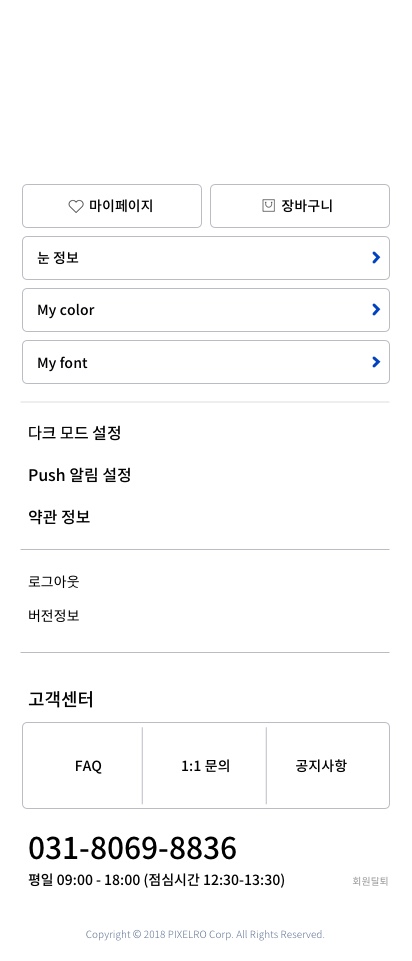 마이페이지 장바구니
눈 정보
My color
My font
다크 모드 설정
Push 알림 설정
약관 정보
로그아웃
버전정보
고객센터
FAQ 1:1 문의 공지사항
031-8069-8836
평일 09:00 - 18:00 (점심시간 12:30-13:30) 회원탈퇴
Copyright © 2018 PIXELRO Corp. All Rights Reserved.